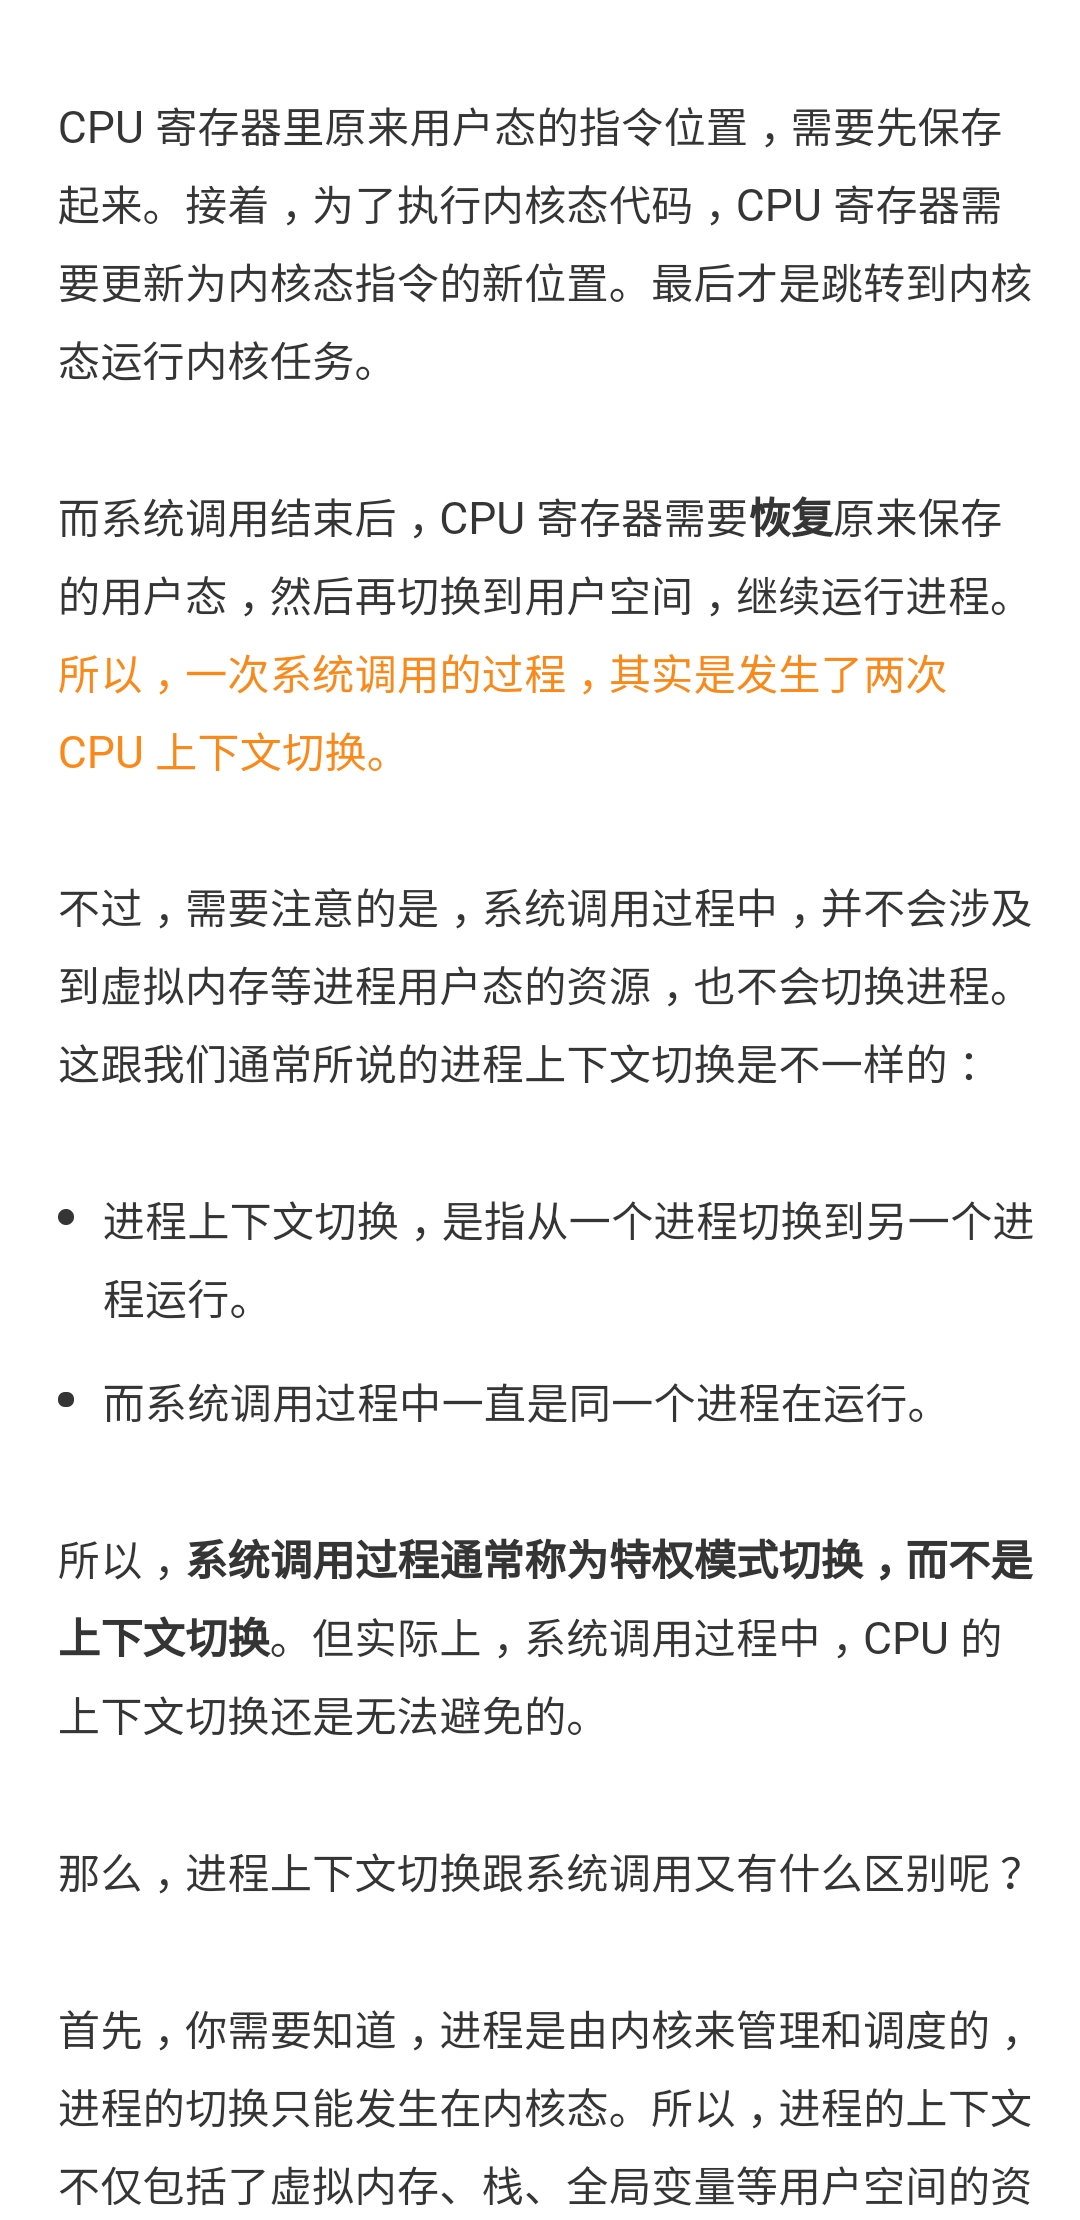 CPU 寄存器里原来用户态的指令位置，需要先保存
起来。接着，为了执行内核态代码，CPU 寄存器需
要更新为内核态指令的新位置。最后才是跳转到内核
态运行内核任务。
而系统调用结束后，CPU 寄存器需要恢复原来保存
的用户态，然后再切换到用户空间，继续运行进程。
所以，一次系统调用的过程，其实是发生了两次
CPU 上下文切换。
不过，需要注意的是，系统调用过程中，并不会涉及
到虚拟内存等进程用户态的资源，也不会切换进程。
这跟我们通常所说的进程上下文切换是不一样的：
• 进程上下文切换，是指从一个进程切换到另一个进
程运行。
• 而系统调用过程中一直是同一个进程在运行。
所以，系统调用过程通常称为特权模式切换，而不是
上下文切换。但实际上，系统调用过程中，CPU 的
上下文切换还是无法避免的。
那么，进程上下文切换跟系统调用又有什么区别呢？
首先，你需要知道，进程是由内核来管理和调度的，
进程的切换只能发生在内核态。所以，进程的上下文
不仅包括了虚拟内存、栈、全局变量等用户空间的资